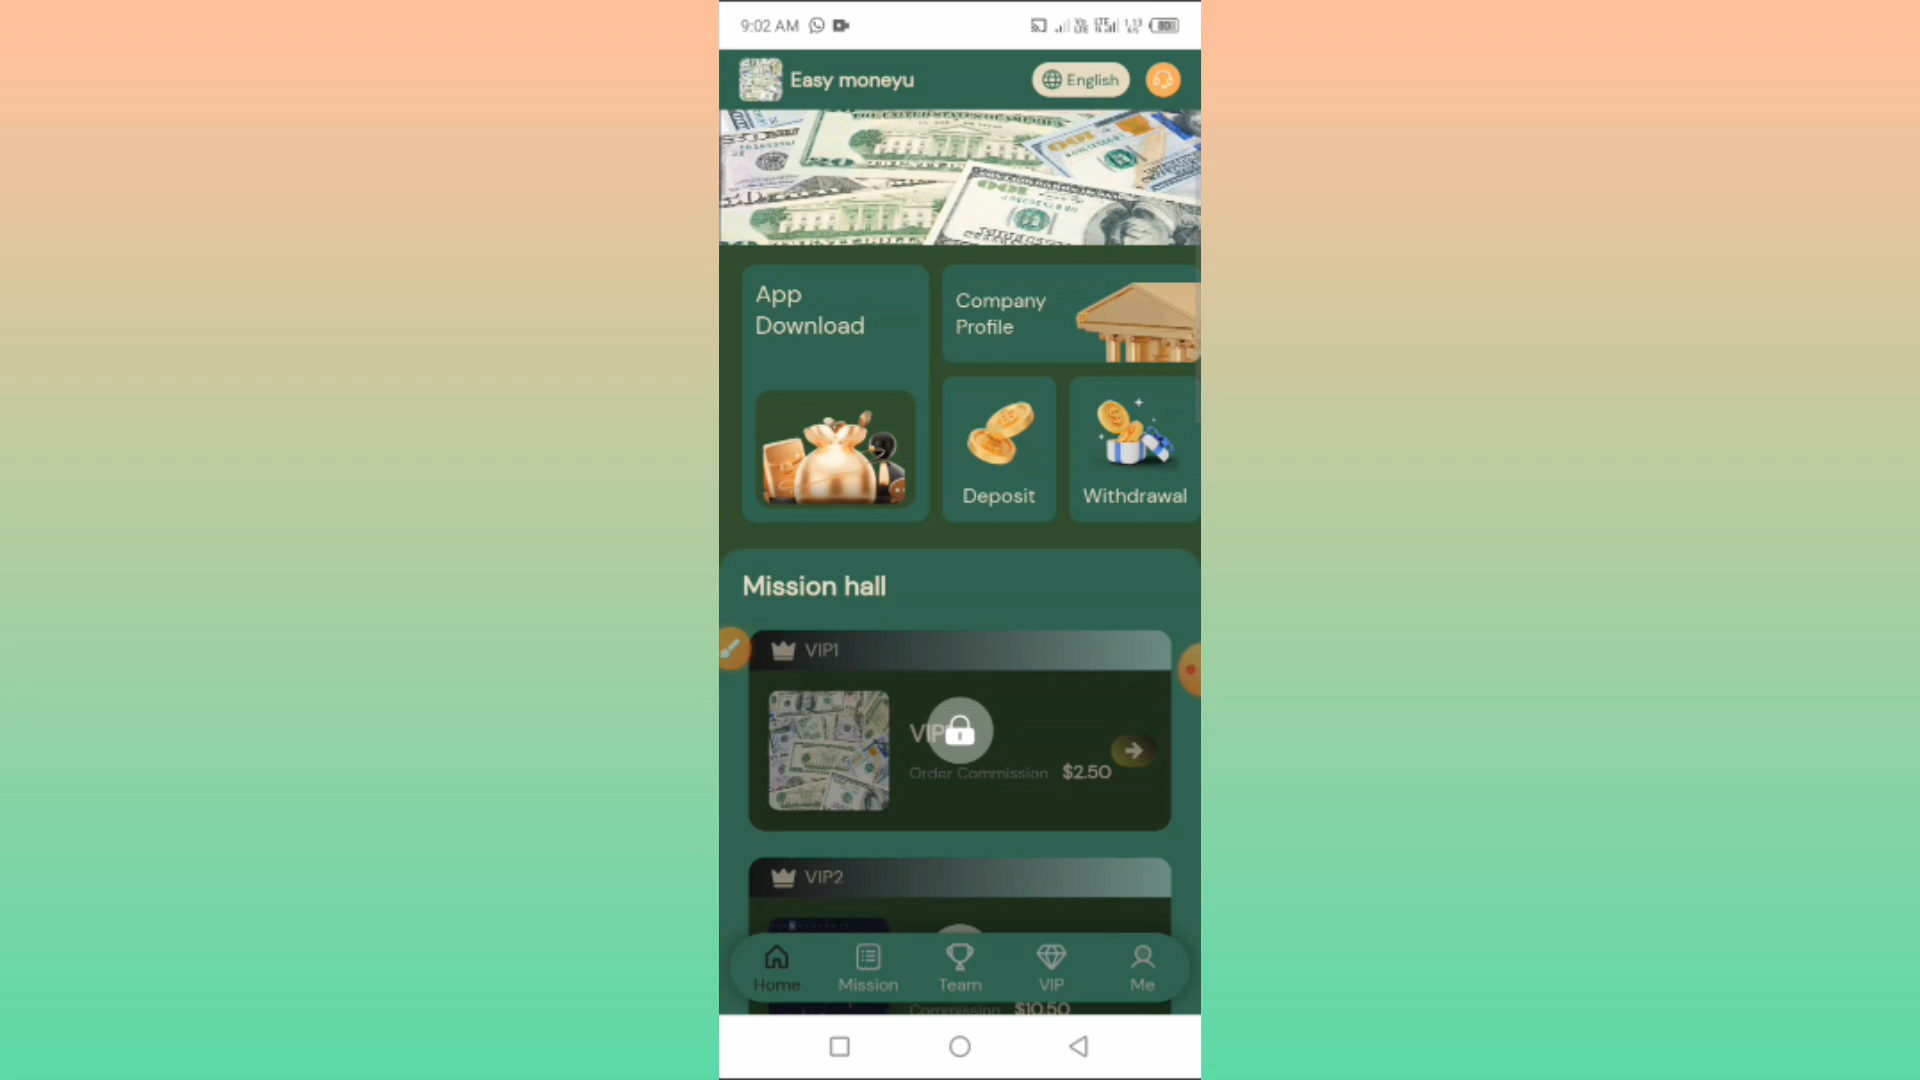 9:02 AM
Easy moneyu
English
App
Download
Company
Profile
Deposit
Withdrawal
Mission hall
VIP1
VIP
Order Commission $2.50
VIP2
Home
Mission
Team
VIP
Me
Commission $10.50